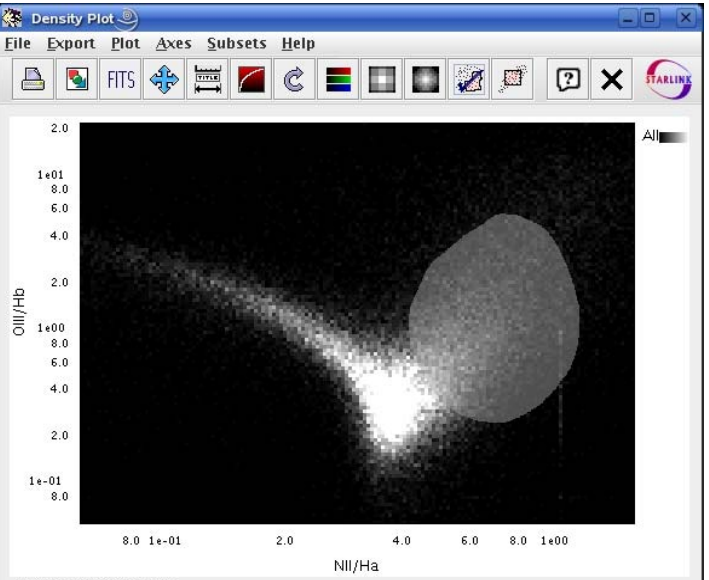 Density Plot
File Export Plot Axes Subsets Help
FITS
TITLE
STARLINK
All
2.0
1e01
8.0
6.0
4.0
2.0
1e00
8.0
6.0
4.0
2.0
1e-01
8.0
OIII/Hb
8.0 1e-01 2.0 4.0 6.0 8.0 1e00
NII/Ha